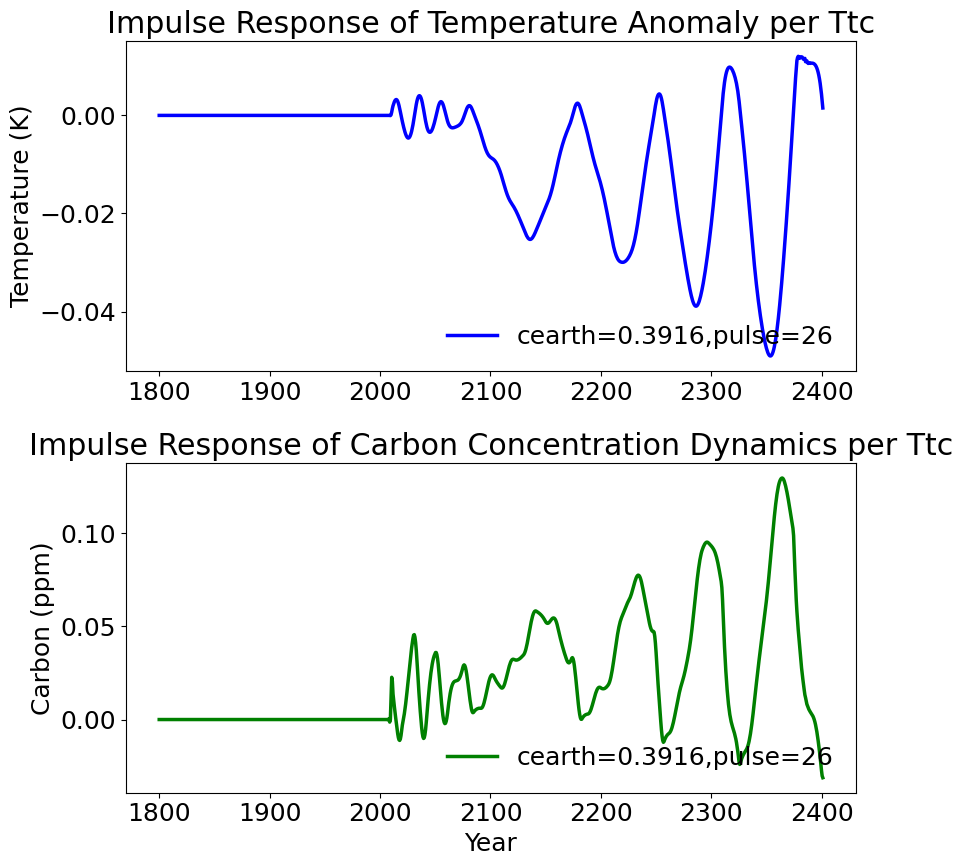 Impulse Response of Temperature Anomaly per Ttc
Temperature (K)
0.00
−0.02
−0.04
cearth=0.3916,pulse=26
1800 1900 2000 2100 2200 2300 2400
Impulse Response of Carbon Concentration Dynamics per Ttc
Carbon (ppm)
0.10
0.05
0.00
cearth=0.3916,pulse=26
1800 1900 2000 2100 2200 2300 2400
Year